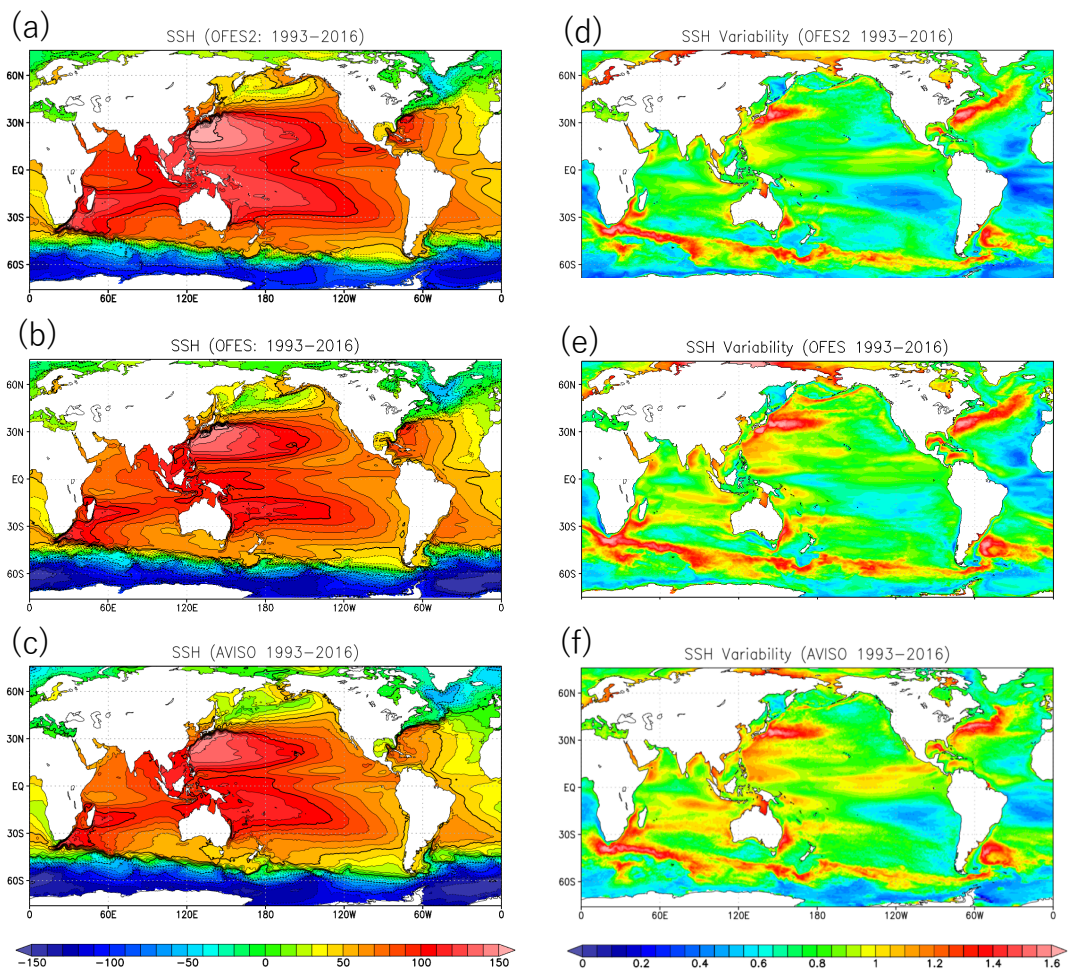 (a)
SSH (OFES2: 1993−2016)
60N
30N
EQ
30S
60S
0 60E 120E 180 120W 60W 0
(b)
SSH (OFES: 1993−2016)
60N
30N
EQ
30S
60S
0 60E 120E 180 120W 60W 0
(c)
SSH (AVISO 1993−2016)
60N
30N
EQ
30S
60S
0 60E 120E 180 120W 60W 0
−150 −100 −50 0 50 100 150
(d)
SSH Variability (OFES2 1993−2016)
60N
30N
EQ
30S
60S
60E 120E 180 120W 60W 0
(e)
SSH Variability (OFES 1993−2016)
60N
30N
EQ
30S
60S
60E 120E 180 120W 60W 0
(f)
SSH Variability (AVISO 1993−2016)
60N
30N
EQ
30S
60S
60E 120E 180 120W 60W 0
0 0.2 0.4 0.6 0.8 1 1.2 1.4 1.6